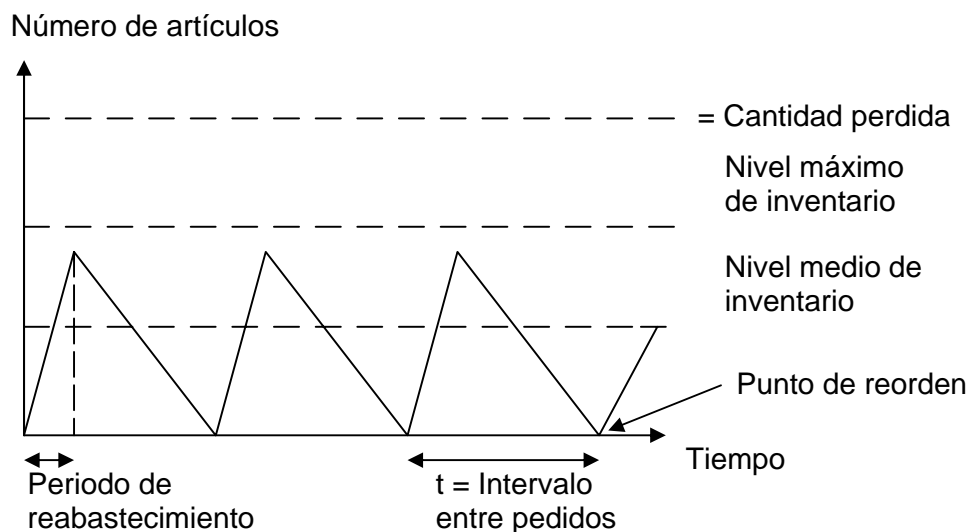 Número de artículos
= Cantidad perdida
Nivel máximo
de inventario
Nivel medio de
inventario
Punto de reorden
Tiempo
Periodo de
reabastecimiento
t = Intervalo
entre pedidos